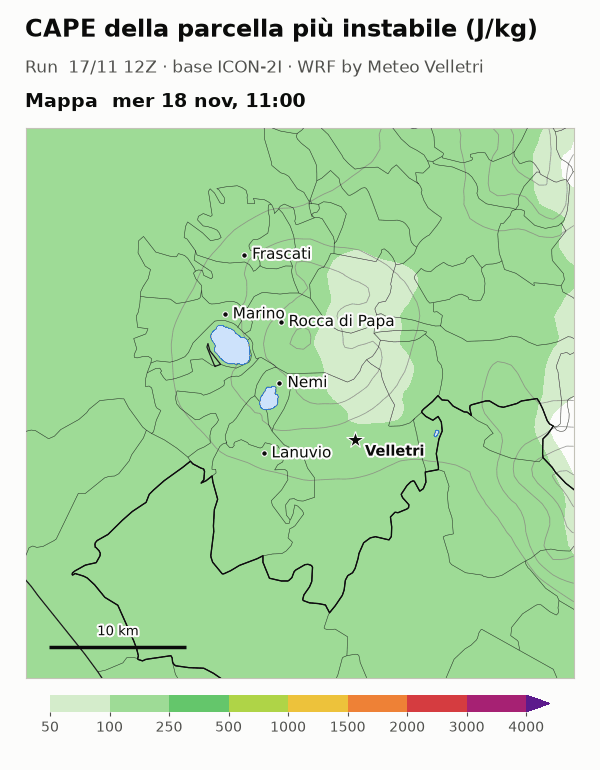 CAPE della parcella più instabile (J/kg)
Run  17/11 12Z · base ICON-2I · WRF by Meteo Velletri
Mappa  mer 18 nov, 11:00
Frascati
Marino
Rocca di Papa
Nemi
Velletri
Lanuvio
10 km
50 100 250 500 1000 1500 2000 3000 4000